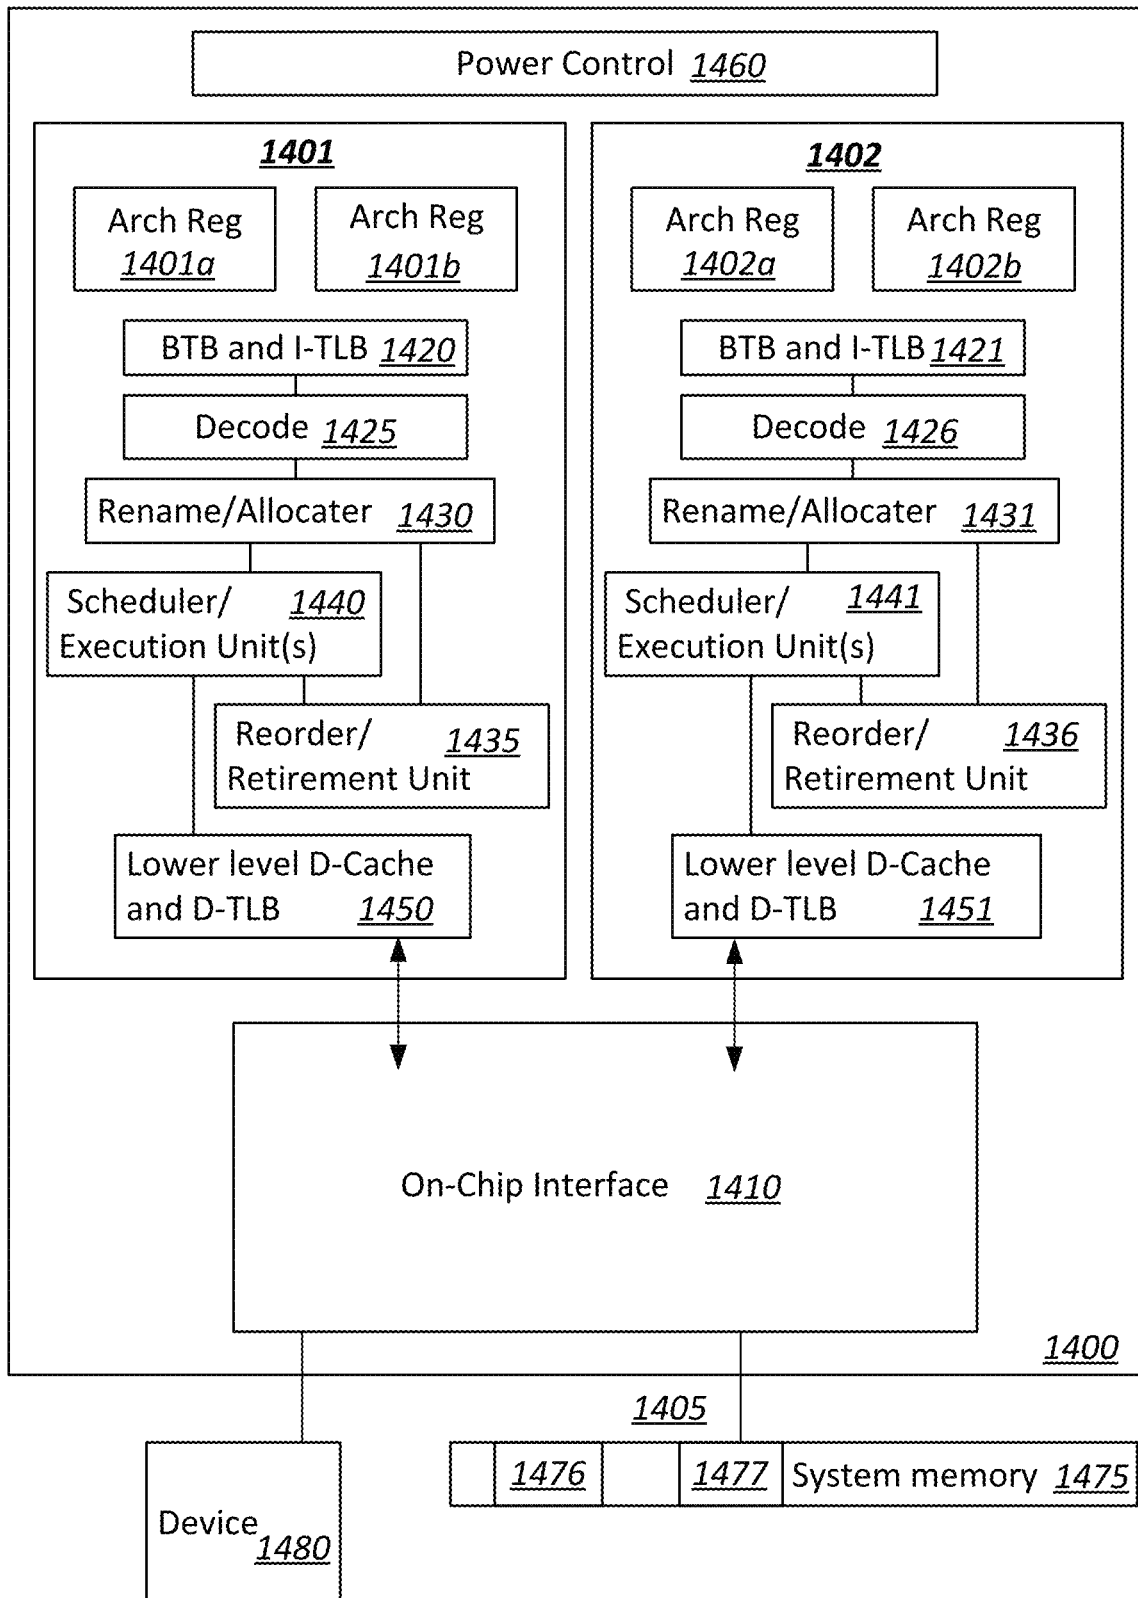 Power Control 1460
1401
Arch Reg
1401a
Arch Reg
1401b
BTB and I-TLB 1420
Decode 1425
Rename/Allocater 1430
Scheduler/ 1440
Execution Unit(s)
Reorder/ 1435
Retirement Unit
Lower level D-Cache
and D-TLB 1450
1402
Arch Reg
1402a
Arch Reg
1402b
BTB and I-TLB 1421
Decode 1426
Rename/Allocater 1431
Scheduler/ 1441
Execution Unit(s)
Reorder/ 1436
Retirement Unit
Lower level D-Cache
and D-TLB 1451
On-Chip Interface 1410
1400
1405
1476
1477
System memory 1475
Device 1480